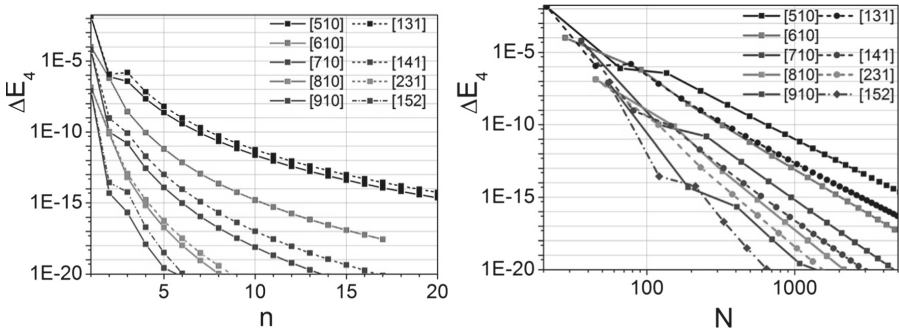 [510] [131]
[610]
[710] [141]
[810] [231]
[910] [152]
1E-5
1E-10
1E-15
1E-20
ΔE4
5 10 15 20
n
[510] [131]
[610]
[710] [141]
[810] [231]
[910] [152]
1E-5
1E-10
1E-15
1E-20
ΔE4
100 1000
N